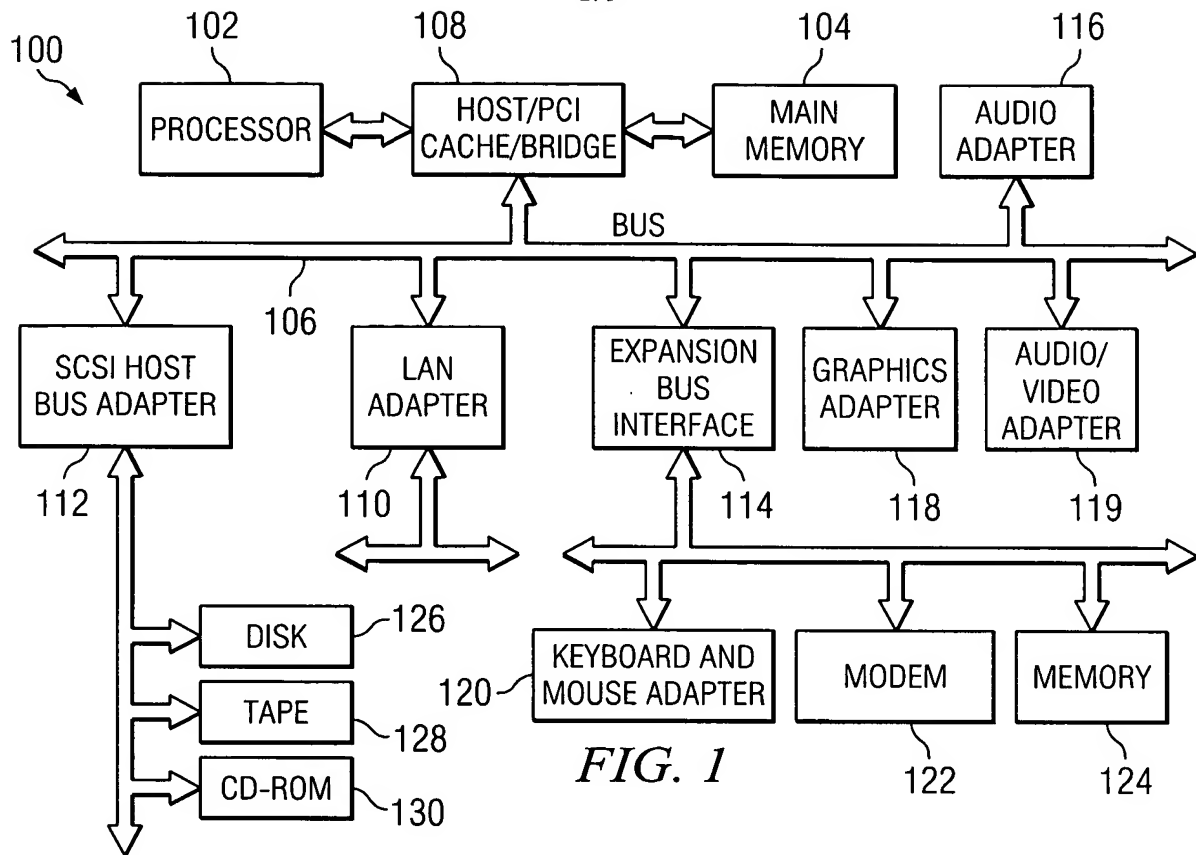 102
108
104
116
100
PROCESSOR
HOST/PCI
CACHE/BRIDGE
MAIN
MEMORY
AUDIO
ADAPTER
BUS
106
SCSI HOST
BUS ADAPTER
LAN
ADAPTER
EXPANSION
BUS
INTERFACE
GRAPHICS
ADAPTER
AUDIO/
VIDEO
ADAPTER
112
110
114
118
119
DISK
126
TAPE
128
CD-ROM
130
120
KEYBOARD AND
MOUSE ADAPTER
MODEM
MEMORY
122
124
FIG. 1